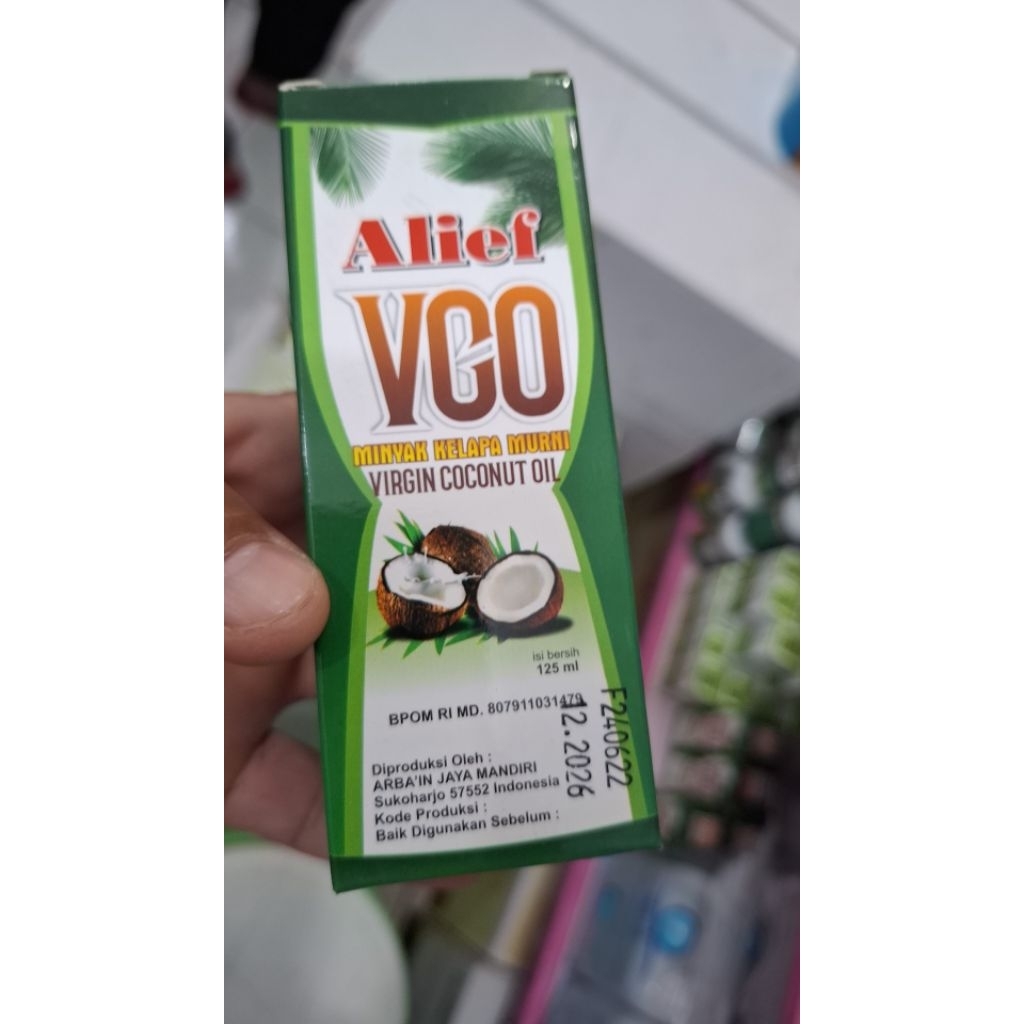 Alief
VCO
MINYAK KELAPA MURNI
VIRGIN COCONUT OIL
isi bersih
125 ml
BPOM RI MD. 807911031479
Diproduksi Oleh :
ARBA'IN JAYA MANDIRI
Sukoharjo 57552 Indonesia
Kode Produksi :
Baik Digunakan Sebelum :
F240622
12.2026